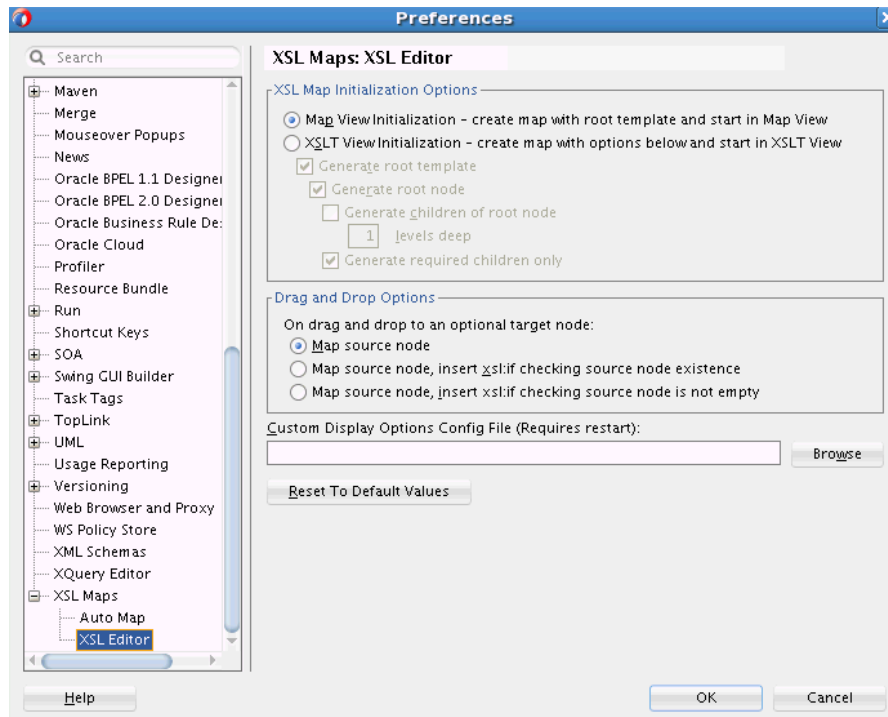 Preferences
Search
Maven
Merge
Mouseover Popups
News
Oracle BPEL 1.1 Designer
Oracle BPEL 2.0 Designer
Oracle Business Rule De:
Oracle Cloud
Profiler
Resource Bundle
Run
Shortcut Keys
SOA
Swing GUI Builder
Task Tags
TopLink
UML
Usage Reporting
Versioning
Web Browser and Proxy
WS Policy Store
XML Schemas
XQuery Editor
XSL Maps
Auto Map
XSL Editor
XSL Maps: XSL Editor
XSL Map Initialization Options
Map View Initialization - create map with root template and start in Map View
XSLT View Initialization - create map with options below and start in XSLT View
Generate root template
Generate root node
Generate children of root node
1 levels deep
Generate required children only
Drag and Drop Options
On drag and drop to an optional target node:
Map source node
Map source node, insert xsl:if checking source node existence
Map source node, insert xsl:if checking source node is not empty
Custom Display Options Config File (Requires restart):
Browse
Reset To Default Values
Help
OK
Cancel